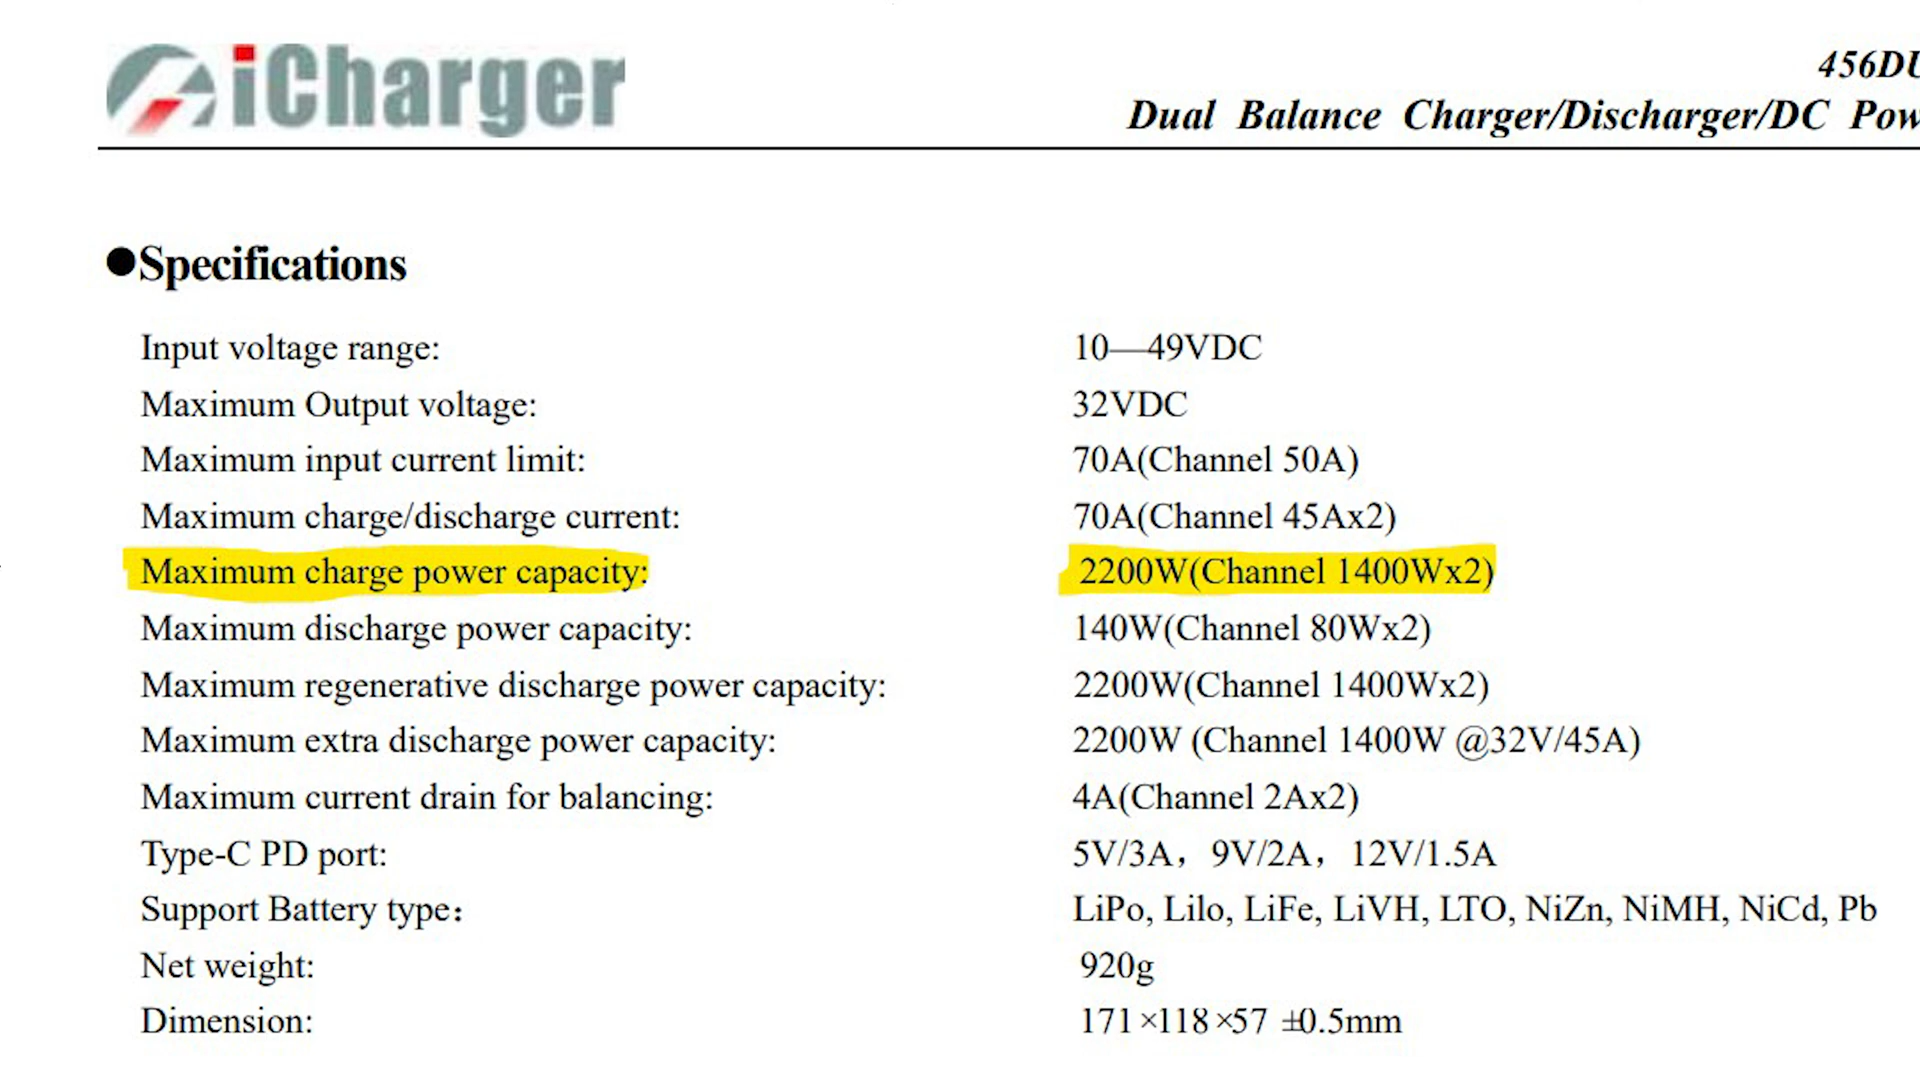 iCharger
456DU
Dual Balance Charger/Discharger/DC Pow
●Specifications
Input voltage range: 10—49VDC
Maximum Output voltage: 32VDC
Maximum input current limit: 70A(Channel 50A)
Maximum charge/discharge current: 70A(Channel 45Ax2)
Maximum charge power capacity: 2200W(Channel 1400Wx2)
Maximum discharge power capacity: 140W(Channel 80Wx2)
Maximum regenerative discharge power capacity: 2200W(Channel 1400Wx2)
Maximum extra discharge power capacity: 2200W (Channel 1400W @32V/45A)
Maximum current drain for balancing: 4A(Channel 2Ax2)
Type-C PD port: 5V/3A，9V/2A，12V/1.5A
Support Battery type： LiPo, Lilo, LiFe, LiVH, LTO, NiZn, NiMH, NiCd, Pb
Net weight: 920g
Dimension: 171×118×57 ±0.5mm